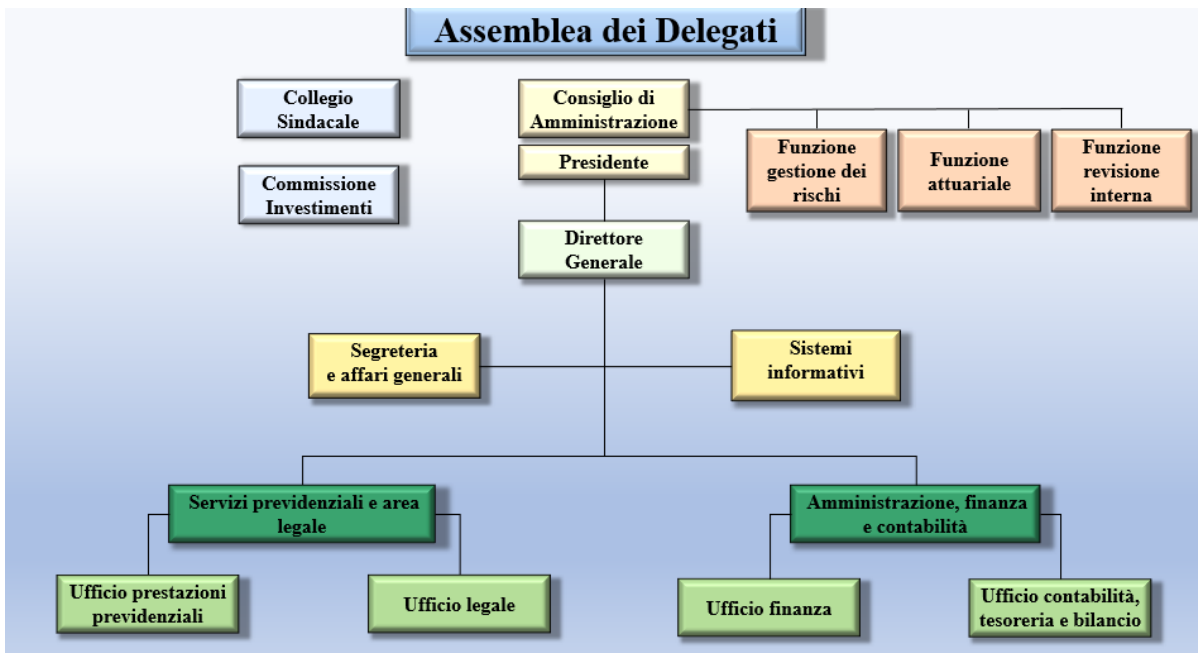 Assemblea dei Delegati
Collegio
Sindacale
Consiglio di
Amministrazione
Presidente
Commissione
Investimenti
Funzione
gestione dei
rischi
Funzione
attuariale
Funzione
revisione
interna
Direttore
Generale
Segreteria
e affari generali
Sistemi
informativi
Servizi previdenziali e area
legale
Amministrazione, finanza
e contabilità
Ufficio prestazioni
previdenziali
Ufficio legale
Ufficio finanza
Ufficio contabilità,
tesoreria e bilancio